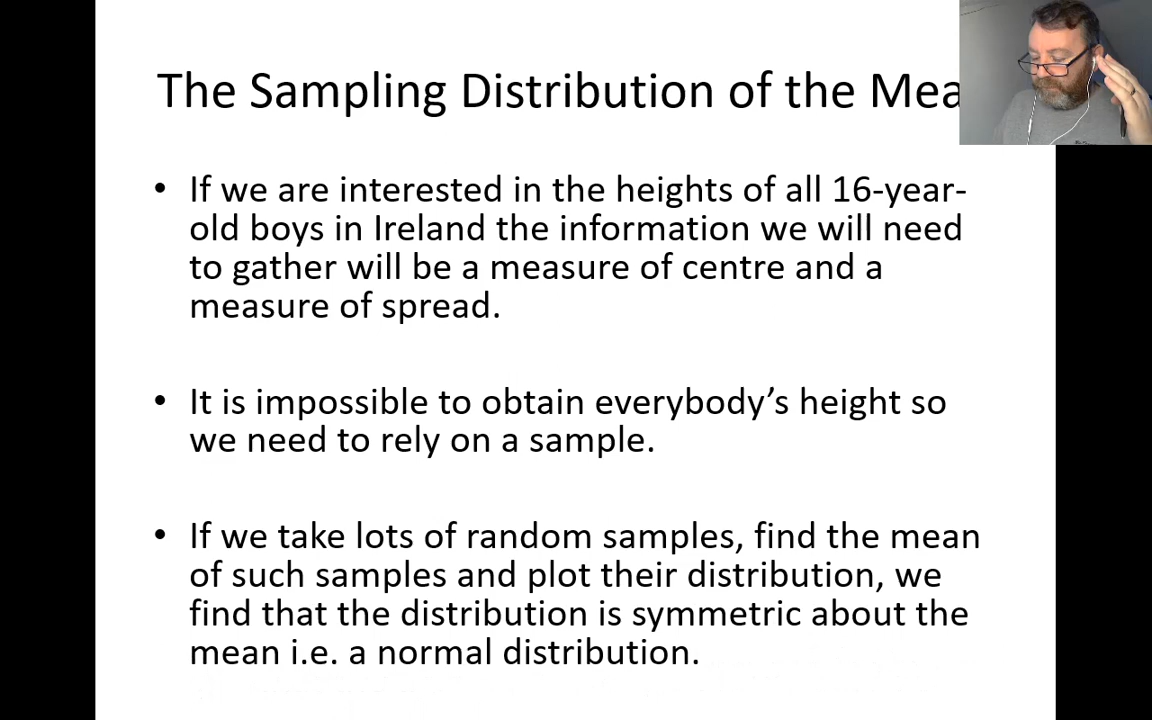 The Sampling Distribution of the Mea
• If we are interested in the heights of all 16-year-
old boys in Ireland the information we will need
to gather will be a measure of centre and a
measure of spread.
• It is impossible to obtain everybody’s height so
we need to rely on a sample.
• If we take lots of random samples, find the mean
of such samples and plot their distribution, we
find that the distribution is symmetric about the
mean i.e. a normal distribution.